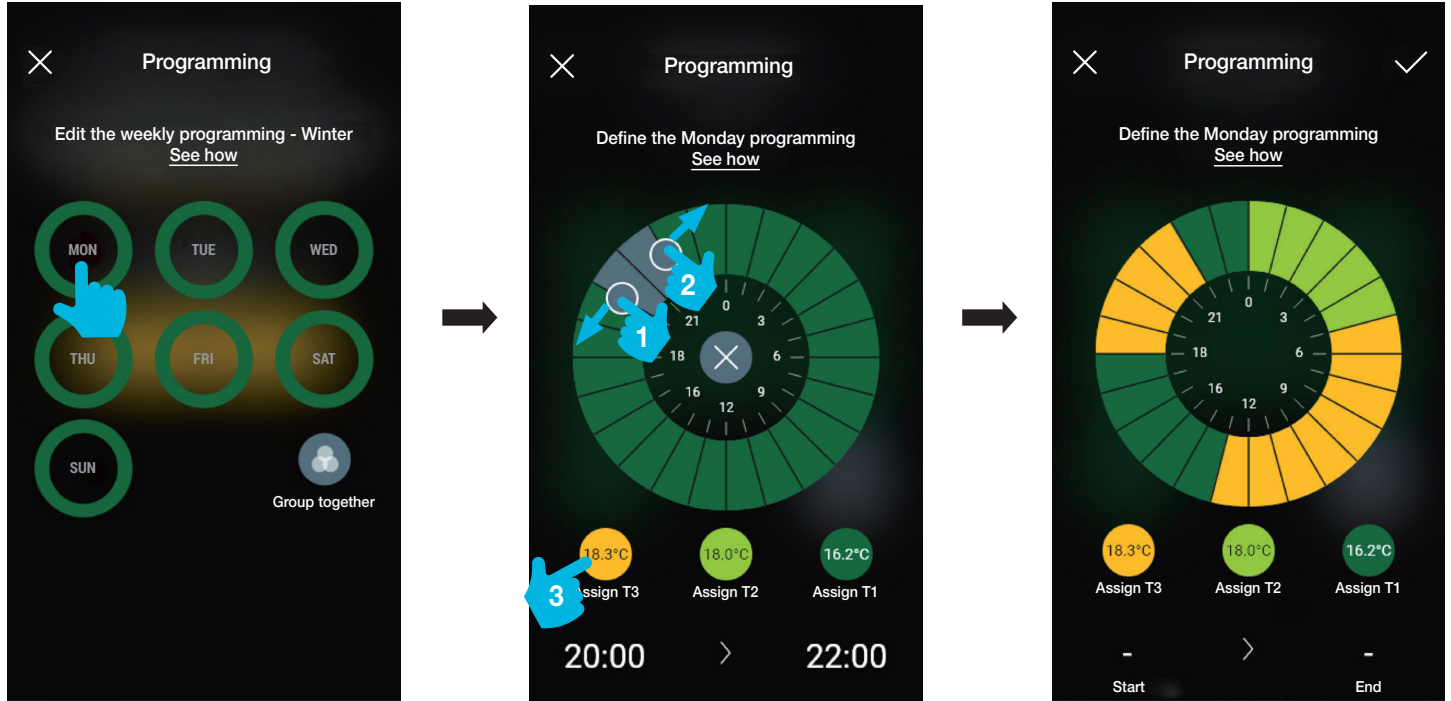 Programming
Edit the weekly programming - Winter
See how
MON
TUE
WED
THU
FRI
SAT
SUN
Group together
Programming
Define the Monday programming
See how
2
1
0
3
6
9
12
16
18
21
18.3°C
18.0°C
16.2°C
3
ssign T3
Assign T2
Assign T1
20:00
22:00
Programming
Define the Monday programming
See how
0
3
6
9
12
16
18
21
18.3°C
18.0°C
16.2°C
Assign T3
Assign T2
Assign T1
-
-
Start
End